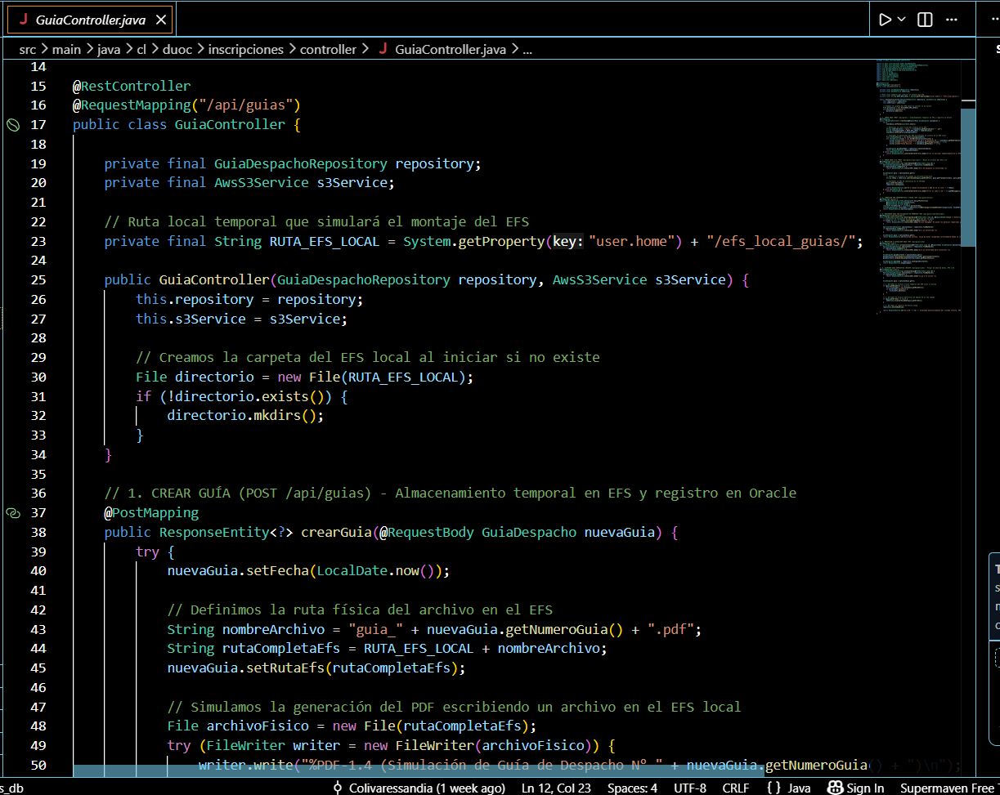 GuiaController.java
src > main > java > cl > duoc > inscripciones > controller > GuiaController.java > ...
14
15 @RestController
16 @RequestMapping("/api/guias")
17 public class GuiaController {
18
19 private final GuiaDespachoRepository repository;
20 private final AwsS3Service s3Service;
21
22 // Ruta local temporal que simulará el montaje del EFS
23 private final String RUTA_EFS_LOCAL = System.getProperty(key: "user.home") + "/efs_local_guias/";
24
25 public GuiaController(GuiaDespachoRepository repository, AwsS3Service s3Service) {
26 this.repository = repository;
27 this.s3Service = s3Service;
28
29 // Creamos la carpeta del EFS local al iniciar si no existe
30 File directorio = new File(RUTA_EFS_LOCAL);
31 if (!directorio.exists()) {
32 directorio.mkdirs();
33 }
34 }
35
36 // 1. CREAR GUÍA (POST /api/guias) - Almacenamiento temporal en EFS y registro en Oracle
37 @PostMapping
38 public ResponseEntity<?> crearGuia(@RequestBody GuiaDespacho nuevaGuia) {
39 try {
40 nuevaGuia.setFecha(LocalDate.now());
41
42 // Definimos la ruta física del archivo en el EFS
43 String nombreArchivo = "guia_" + nuevaGuia.getNumeroGuia() + ".pdf";
44 String rutaCompletaEfs = RUTA_EFS_LOCAL + nombreArchivo;
45 nuevaGuia.setRutaEfs(rutaCompletaEfs);
46
47 // Simulamos la generación del PDF escribiendo un archivo en el EFS local
48 File archivoFisico = new File(rutaCompletaEfs);
49 try (FileWriter writer = new FileWriter(archivoFisico)) {
50 writer.write("%PDF-1.4 (Simulación de Guía de Despacho Nº " + nuevaGuia.getNumeroGuia() + ")\n");
s_db Colivaressandia (1 week ago) Ln 12, Col 23 Spaces: 4 UTF-8 CRLF {} Java Sign In Supermaven Free